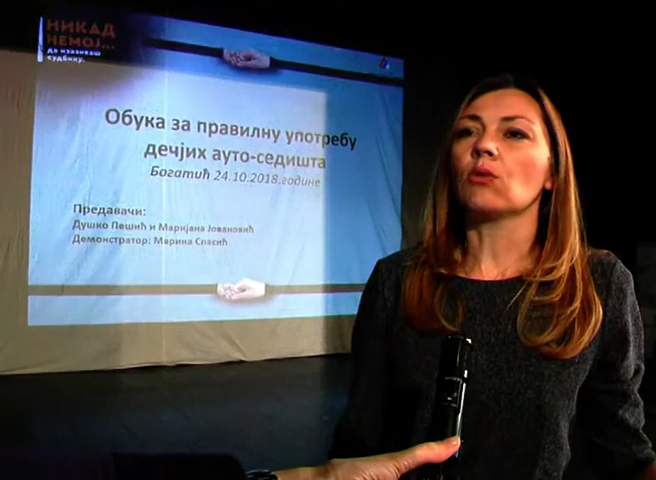 НИКАД
НЕМОЈ...
да изазиваш
судбину.
Обука за правилну употребу
дечјих ауто-седишта
Богатић 24.10.2018.године
Предавачи:
Душко Пешић и Маријана Јовановић
Демонстратор: Марина Спасић